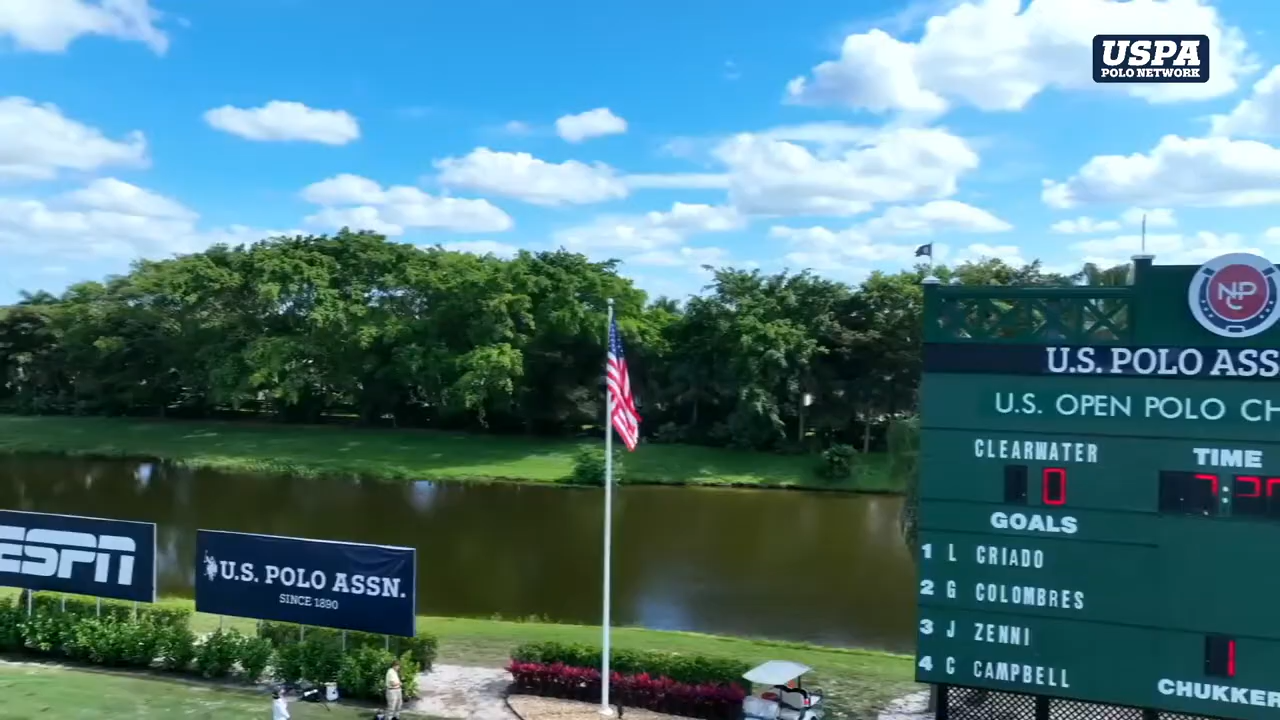 USPA
POLO NETWORK
NPC
U.S. POLO ASS
U.S. OPEN POLO CH
CLEARWATER
TIME
0
GOALS
1 L CRIADO
2 G COLOMBRES
3 J ZENNI
4 C CAMPBELL
1
CHUKKER
ESPN
U.S. POLO ASSN.
SINCE 1890